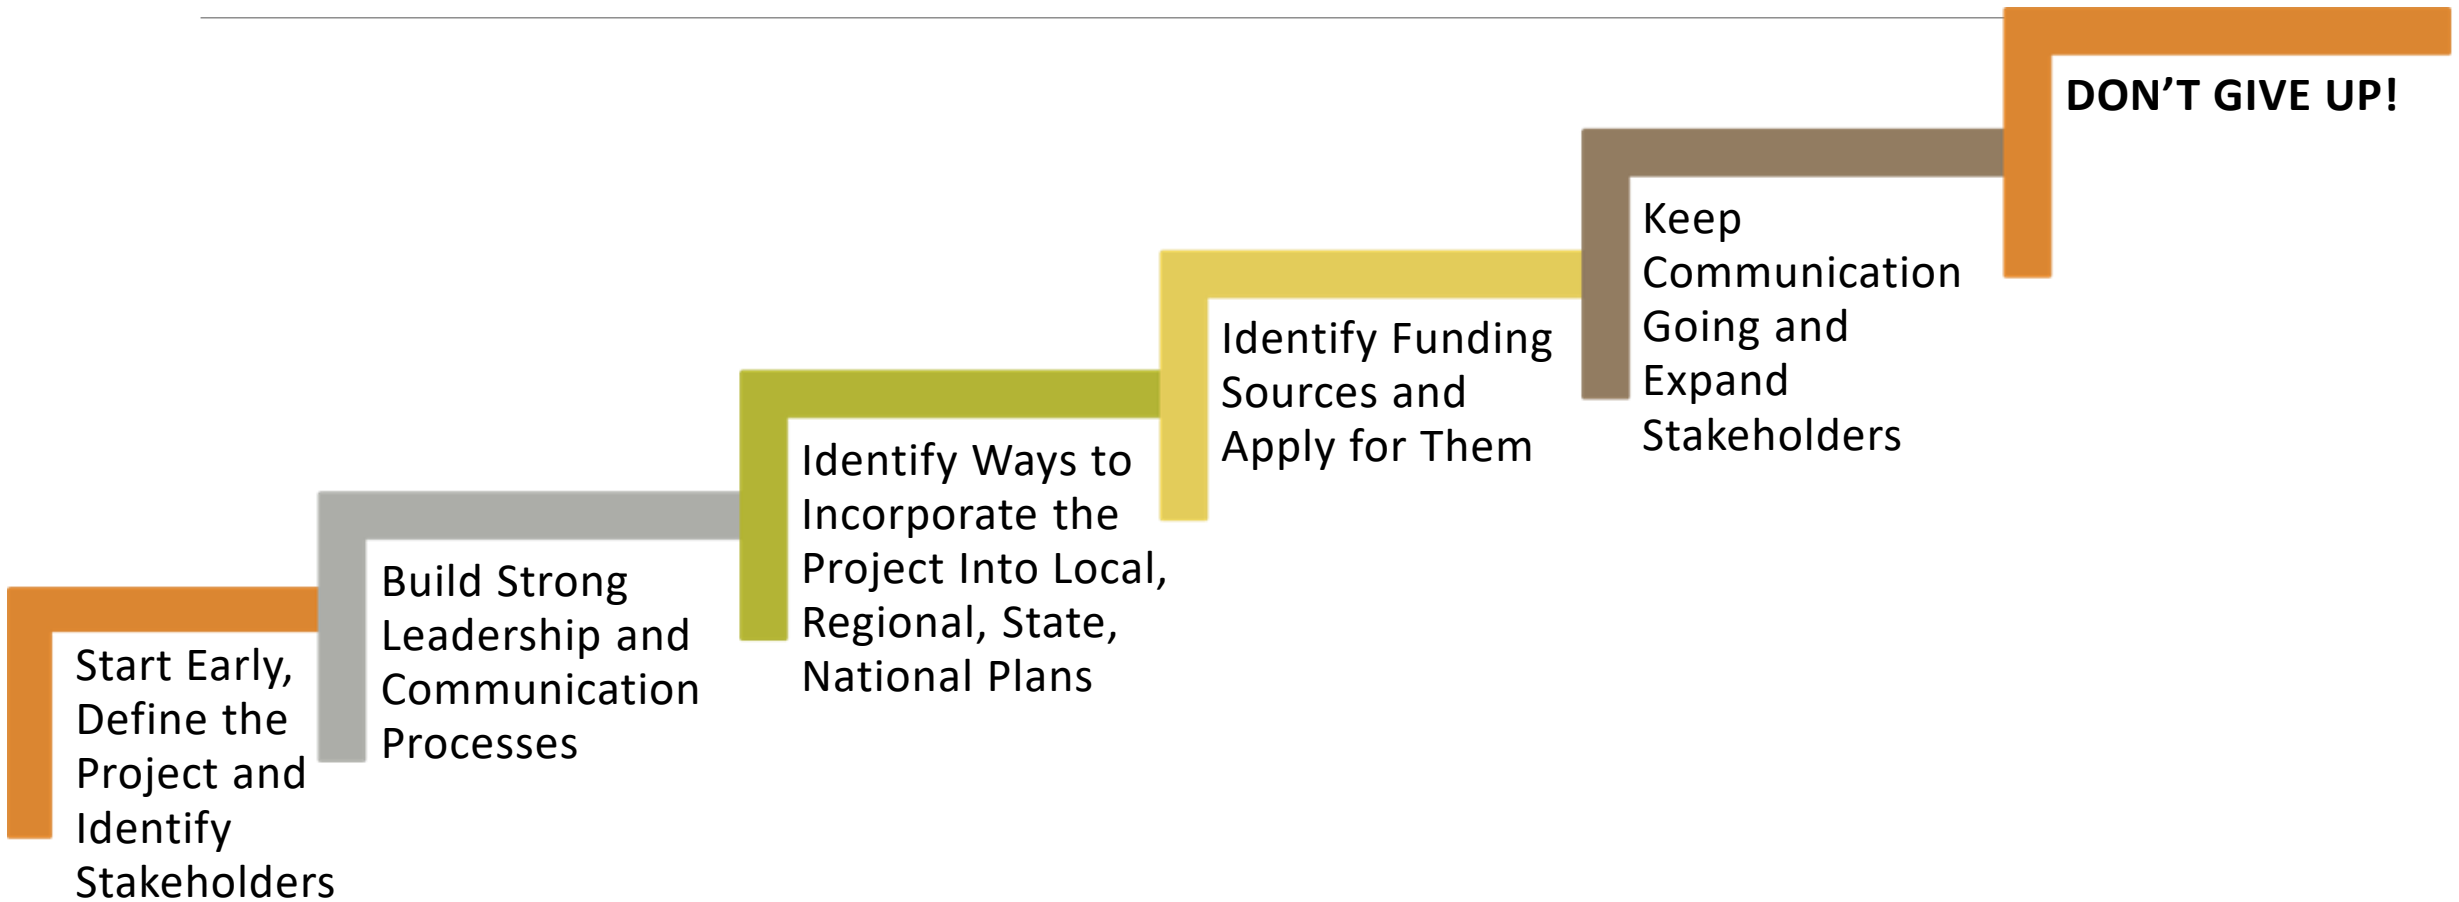 Start Early,
Define the
Project and
Identify
Stakeholders
Build Strong
Leadership and
Communication
Processes
Identify Ways to
Incorporate the
Project Into Local,
Regional, State,
National Plans
Identify Funding
Sources and
Apply for Them
Keep
Communication
Going and
Expand
Stakeholders
DON’T GIVE UP!